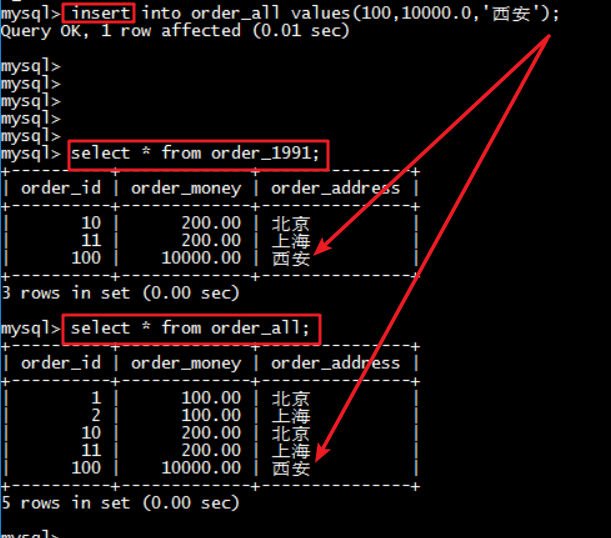 mysql> insert into order_all values(100,10000.0,'西安');
Query OK, 1 row affected (0.01 sec)
mysql>
mysql>
mysql>
mysql>
mysql>
mysql> select * from order_1991;
+----------+-------------+---------------+
| order_id | order_money | order_address |
+----------+-------------+---------------+
| 10 | 200.00 | 北京 |
| 11 | 200.00 | 上海 |
| 100 | 10000.00 | 西安 |
+----------+-------------+---------------+
3 rows in set (0.00 sec)
mysql> select * from order_all;
+----------+-------------+---------------+
| order_id | order_money | order_address |
+----------+-------------+---------------+
| 1 | 100.00 | 北京 |
| 2 | 100.00 | 上海 |
| 10 | 200.00 | 北京 |
| 11 | 200.00 | 上海 |
| 100 | 10000.00 | 西安 |
+----------+-------------+---------------+
5 rows in set (0.00 sec)
mysql>